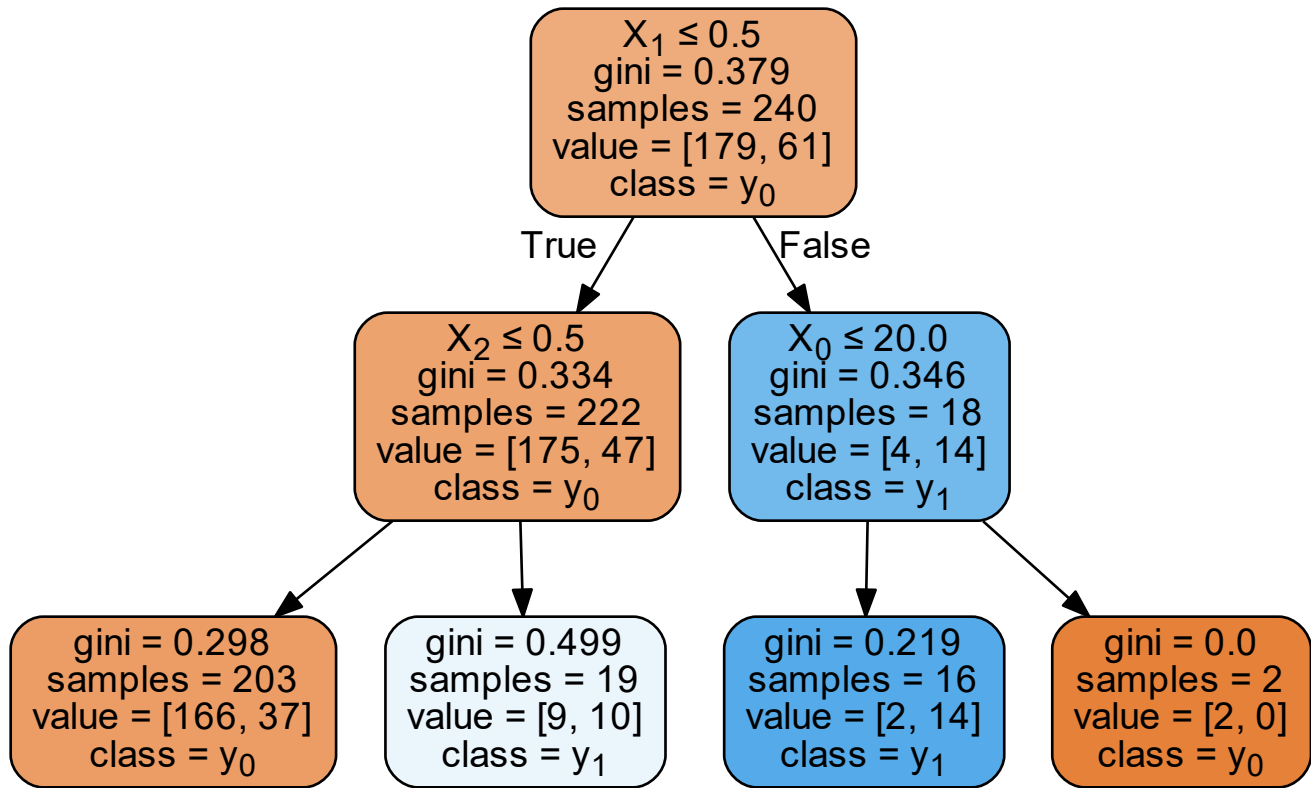 X₁ ≤ 0.5
gini = 0.379
samples = 240
value = [179, 61]
class = y₀
True
False
X₂ ≤ 0.5
gini = 0.334
samples = 222
value = [175, 47]
class = y₀
X₀ ≤ 20.0
gini = 0.346
samples = 18
value = [4, 14]
class = y₁
gini = 0.298
samples = 203
value = [166, 37]
class = y₀
gini = 0.499
samples = 19
value = [9, 10]
class = y₁
gini = 0.219
samples = 16
value = [2, 14]
class = y₁
gini = 0.0
samples = 2
value = [2, 0]
class = y₀